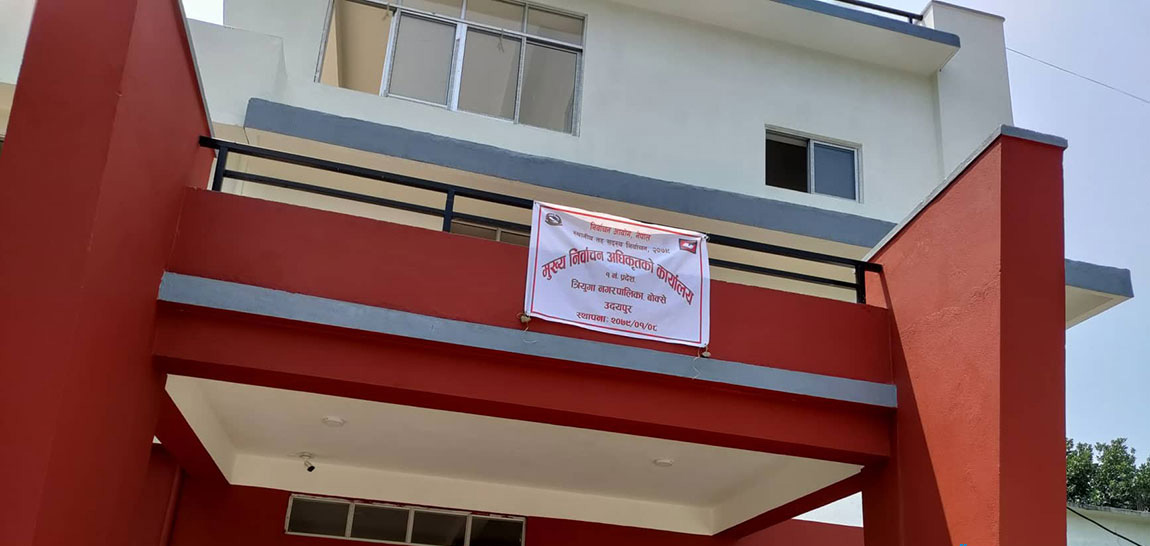 निर्वाचन आयोग, नेपाल
स्थानीय तह सदस्य निर्वाचन, २०७९
मुख्य निर्वाचन अधिकृतको कार्यालय
१ नं. प्रदेश
त्रियुगा नगरपालिका बोक्से
उदयपुर
स्थापना: २०७९/०१/०८